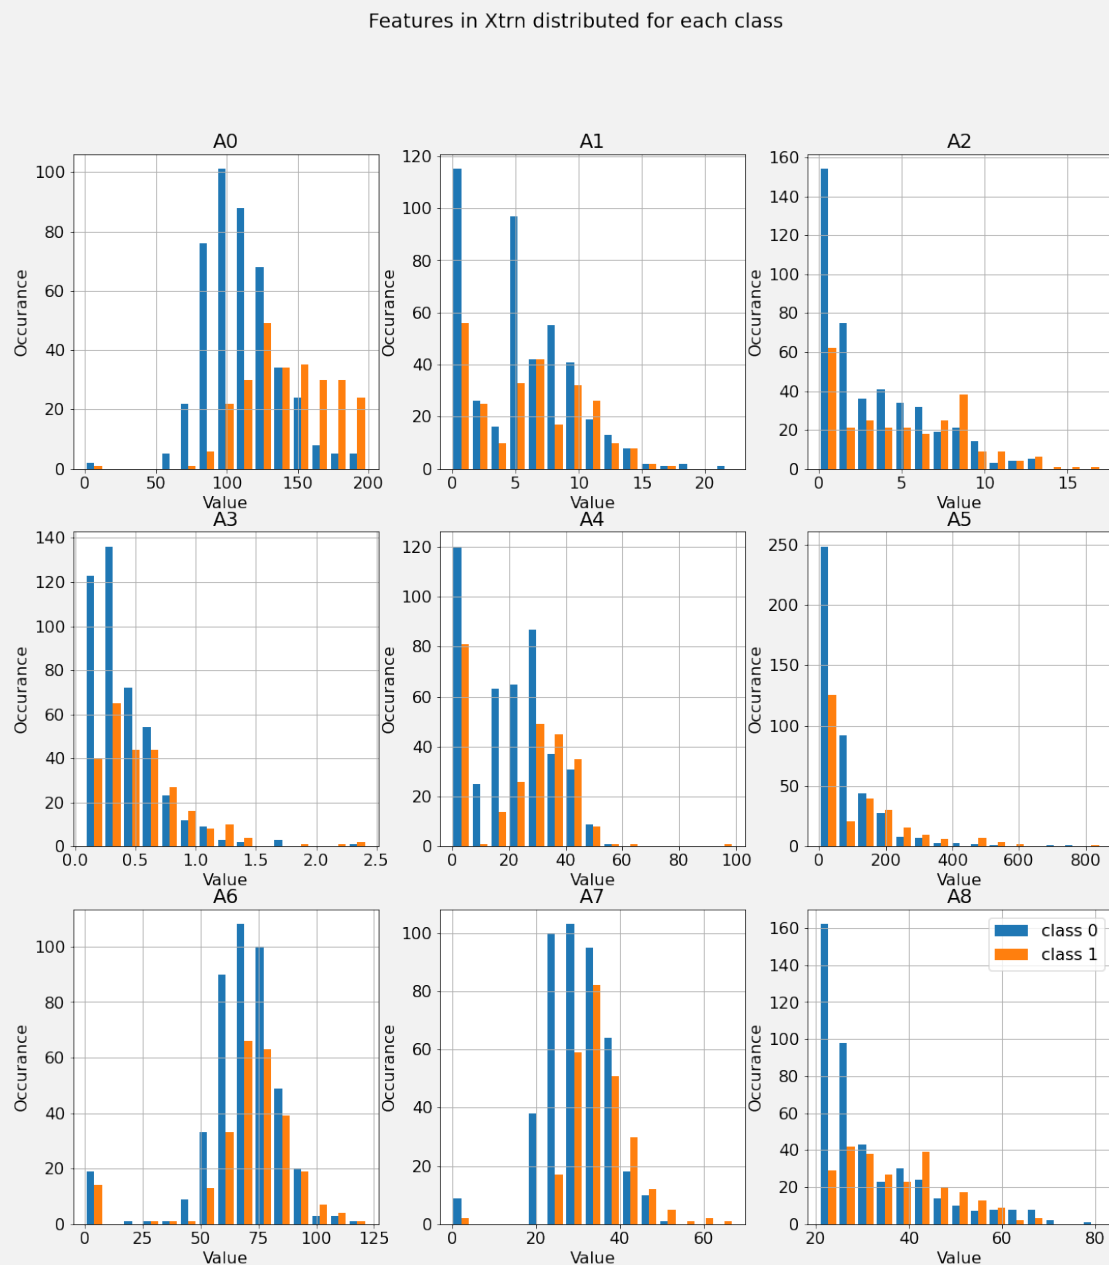 Features in Xtrn distributed for each class
A0
100
80
60
40
20
0
Occurance
0 50 100 150 200
Value
A1
120
100
80
60
40
20
0
Occurance
0 5 10 15 20
Value
A2
160
140
120
100
80
60
40
20
0
Occurance
0 5 10 15
Value
A3
140
120
100
80
60
40
20
0
Occurance
0.0 0.5 1.0 1.5 2.0 2.5
Value
A4
120
100
80
60
40
20
0
Occurance
0 20 40 60 80 100
Value
A5
250
200
150
100
50
0
Occurance
0 200 400 600 800
Value
A6
100
80
60
40
20
0
Occurance
0 25 50 75 100 125
Value
A7
100
80
60
40
20
0
Occurance
0 20 40 60
Value
A8
160
140
120
100
80
60
40
20
0
Occurance
class 0
class 1
20 40 60 80
Value